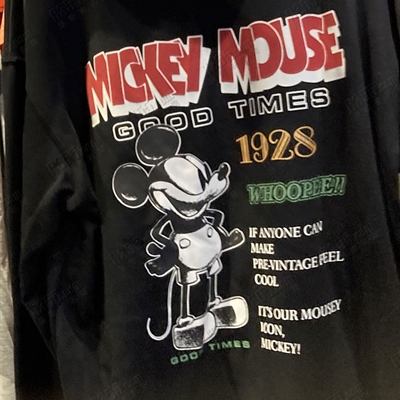 MICKEY MOUSE
GOOD TIMES
1928
WHOOPEE!!
IF ANYONE CAN
MAKE
PRE-VINTAGE FEEL
COOL
IT'S OUR MOUSEY
ICON,
MICKEY!
GOOD TIMES